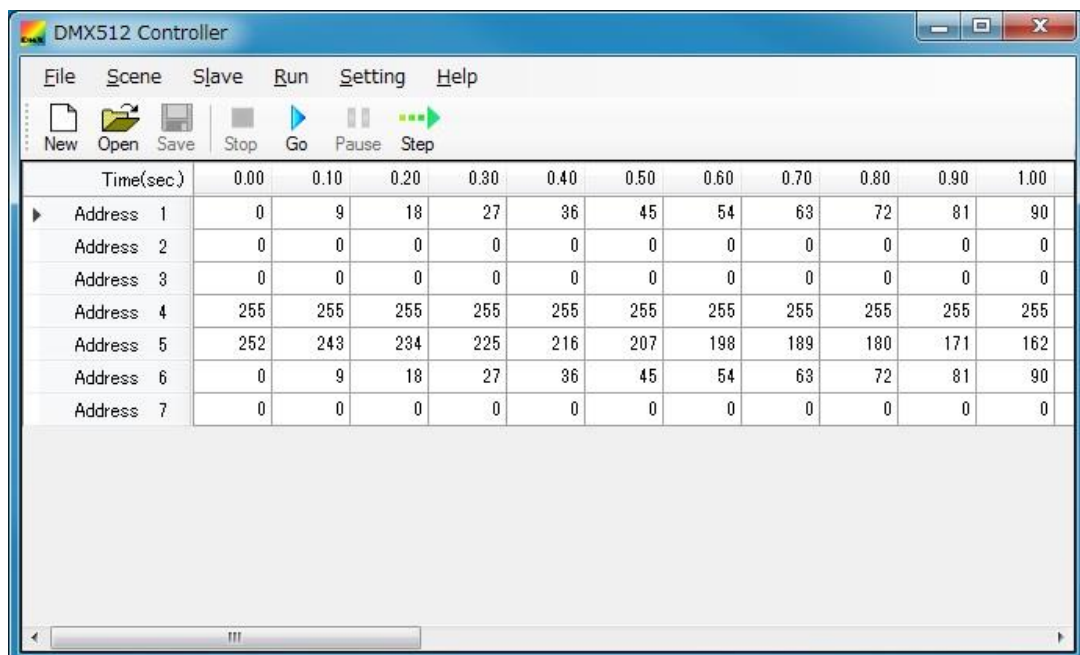 DMX DMX512 Controller
File Scene Slave Run Setting Help
New Open Save Stop Go Pause Step
Time(sec.) 0.00 0.10 0.20 0.30 0.40 0.50 0.60 0.70 0.80 0.90 1.00
Address 1 0 9 18 27 36 45 54 63 72 81 90
Address 2 0 0 0 0 0 0 0 0 0 0 0
Address 3 0 0 0 0 0 0 0 0 0 0 0
Address 4 255 255 255 255 255 255 255 255 255 255 255
Address 5 252 243 234 225 216 207 198 189 180 171 162
Address 6 0 9 18 27 36 45 54 63 72 81 90
Address 7 0 0 0 0 0 0 0 0 0 0 0